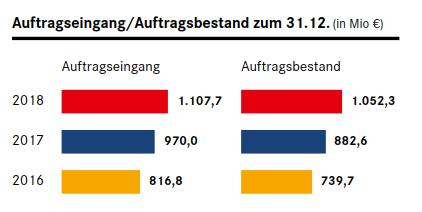 Auftragseingang/Auftragsbestand zum 31.12. (in Mio €)
Auftragseingang Auftragsbestand
2018 1.107,7 1.052,3
2017 970,0 882,6
2016 816,8 739,7